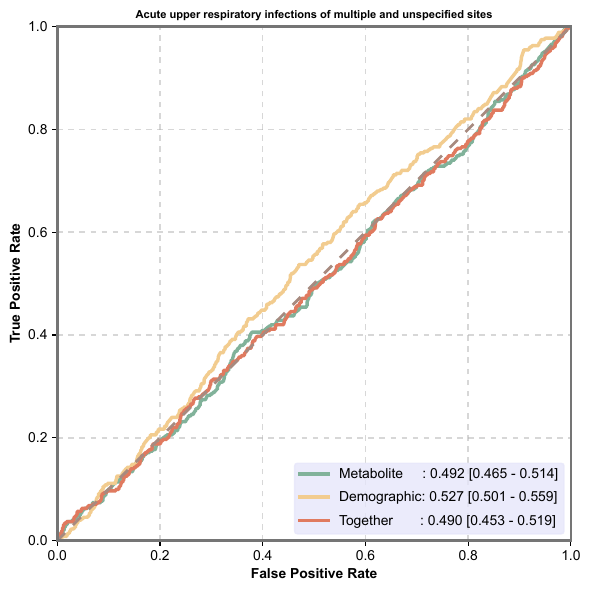 Acute upper respiratory infections of multiple and unspecified sites
1.0
0.8
0.6
0.4
0.2
0.0
True Positive Rate
Metabolite : 0.492 [0.465 - 0.514]
Demographic: 0.527 [0.501 - 0.559]
Together : 0.490 [0.453 - 0.519]
0.0 0.2 0.4 0.6 0.8 1.0
False Positive Rate